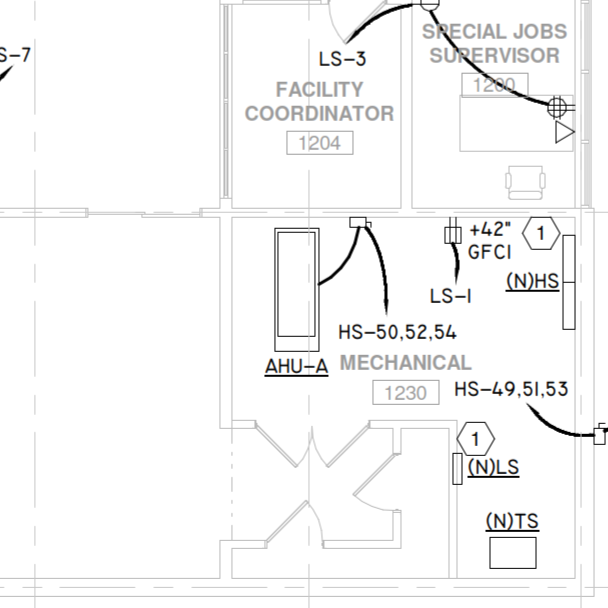 S-7
LS-3
SPECIAL JOBS
SUPERVISOR
1200
FACILITY
COORDINATOR
1204
+42"
GFCI
1
(N)HS
LS-1
HS-50,52,54
AHU-A
MECHANICAL
1230
HS-49,51,53
1
(N)LS
(N)TS